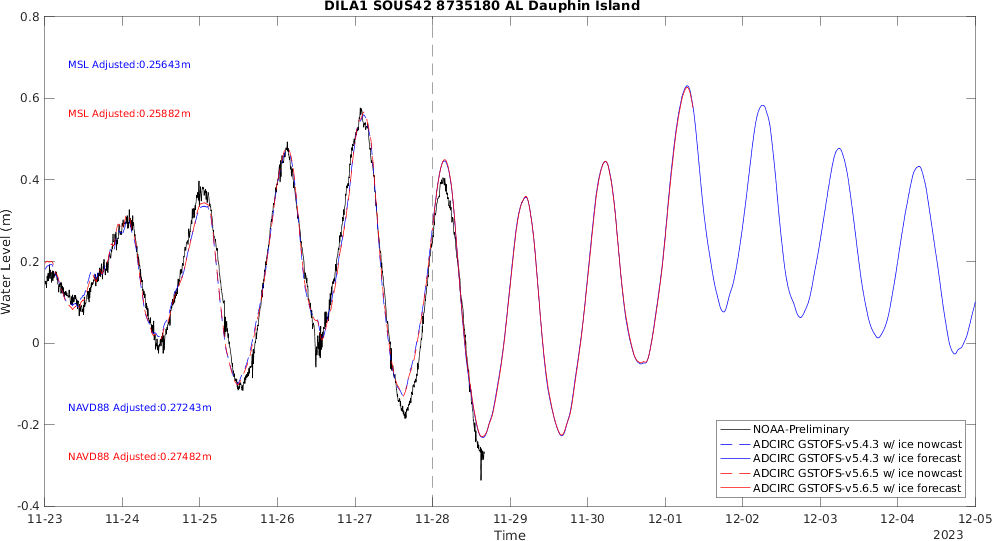 DILA1 SOUS42 8735180 AL Dauphin Island
0.8
0.6
0.4
0.2
0
-0.2
-0.4
Water Level (m)
MSL Adjusted:0.25643m
MSL Adjusted:0.25882m
NAVD88 Adjusted:0.27243m
NAVD88 Adjusted:0.27482m
NOAA-Preliminary
ADCIRC GSTOFS-v5.4.3 w/ ice nowcast
ADCIRC GSTOFS-v5.4.3 w/ ice forecast
ADCIRC GSTOFS-v5.6.5 w/ ice nowcast
ADCIRC GSTOFS-v5.6.5 w/ ice forecast
11-23 11-24 11-25 11-26 11-27 11-28 11-29 11-30 12-01 12-02 12-03 12-04 12-05
Time
2023